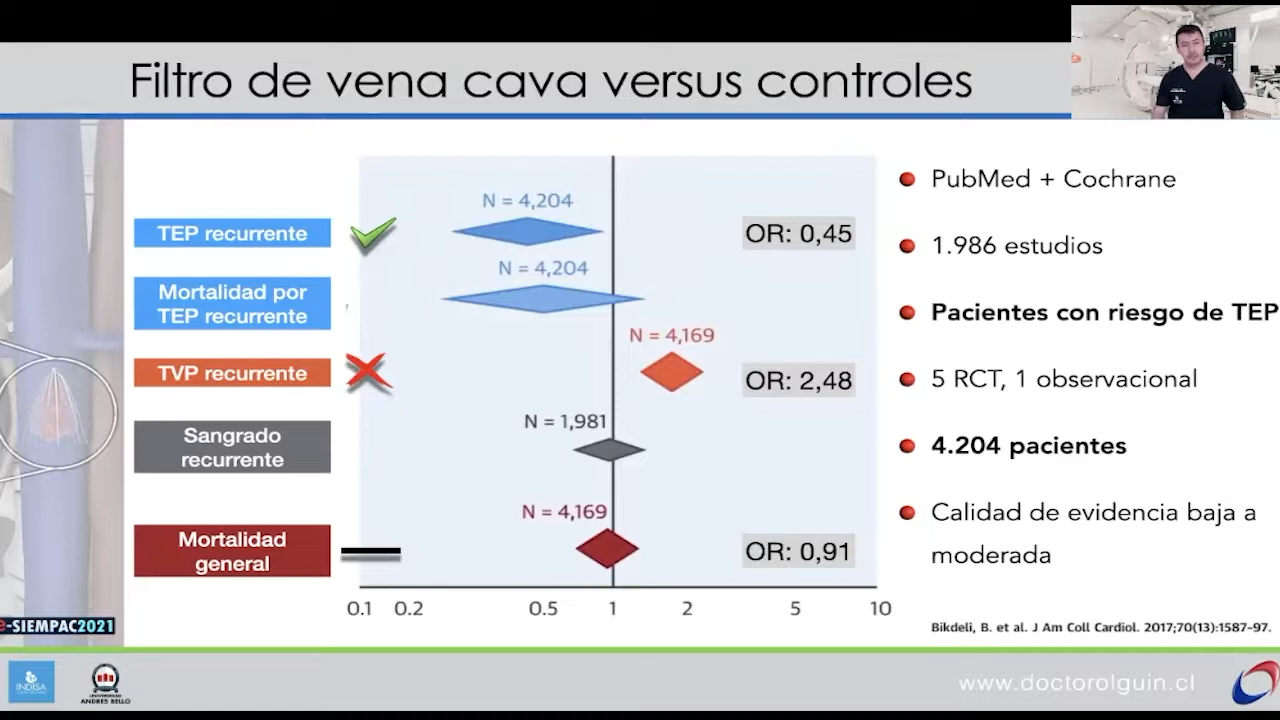 Filtro de vena cava versus controles
TEP recurrente
N = 4,204
OR: 0,45
Mortalidad por
TEP recurrente
N = 4,204
TVP recurrente
N = 4,169
OR: 2,48
Sangrado
recurrente
N = 1,981
Mortalidad
general
N = 4,169
OR: 0,91
0.1 0.2 0.5 1 2 5 10
PubMed + Cochrane
1.986 estudios
Pacientes con riesgo de TEP
5 RCT, 1 observacional
4.204 pacientes
Calidad de evidencia baja a
moderada
Bikdeli, B. et al. J Am Coll Cardiol. 2017;70(13):1587–97.
e-SIEMPAC2021
INDISA
UNIVERSIDAD
ANDRES BELLO
www.doctorolguin.cl